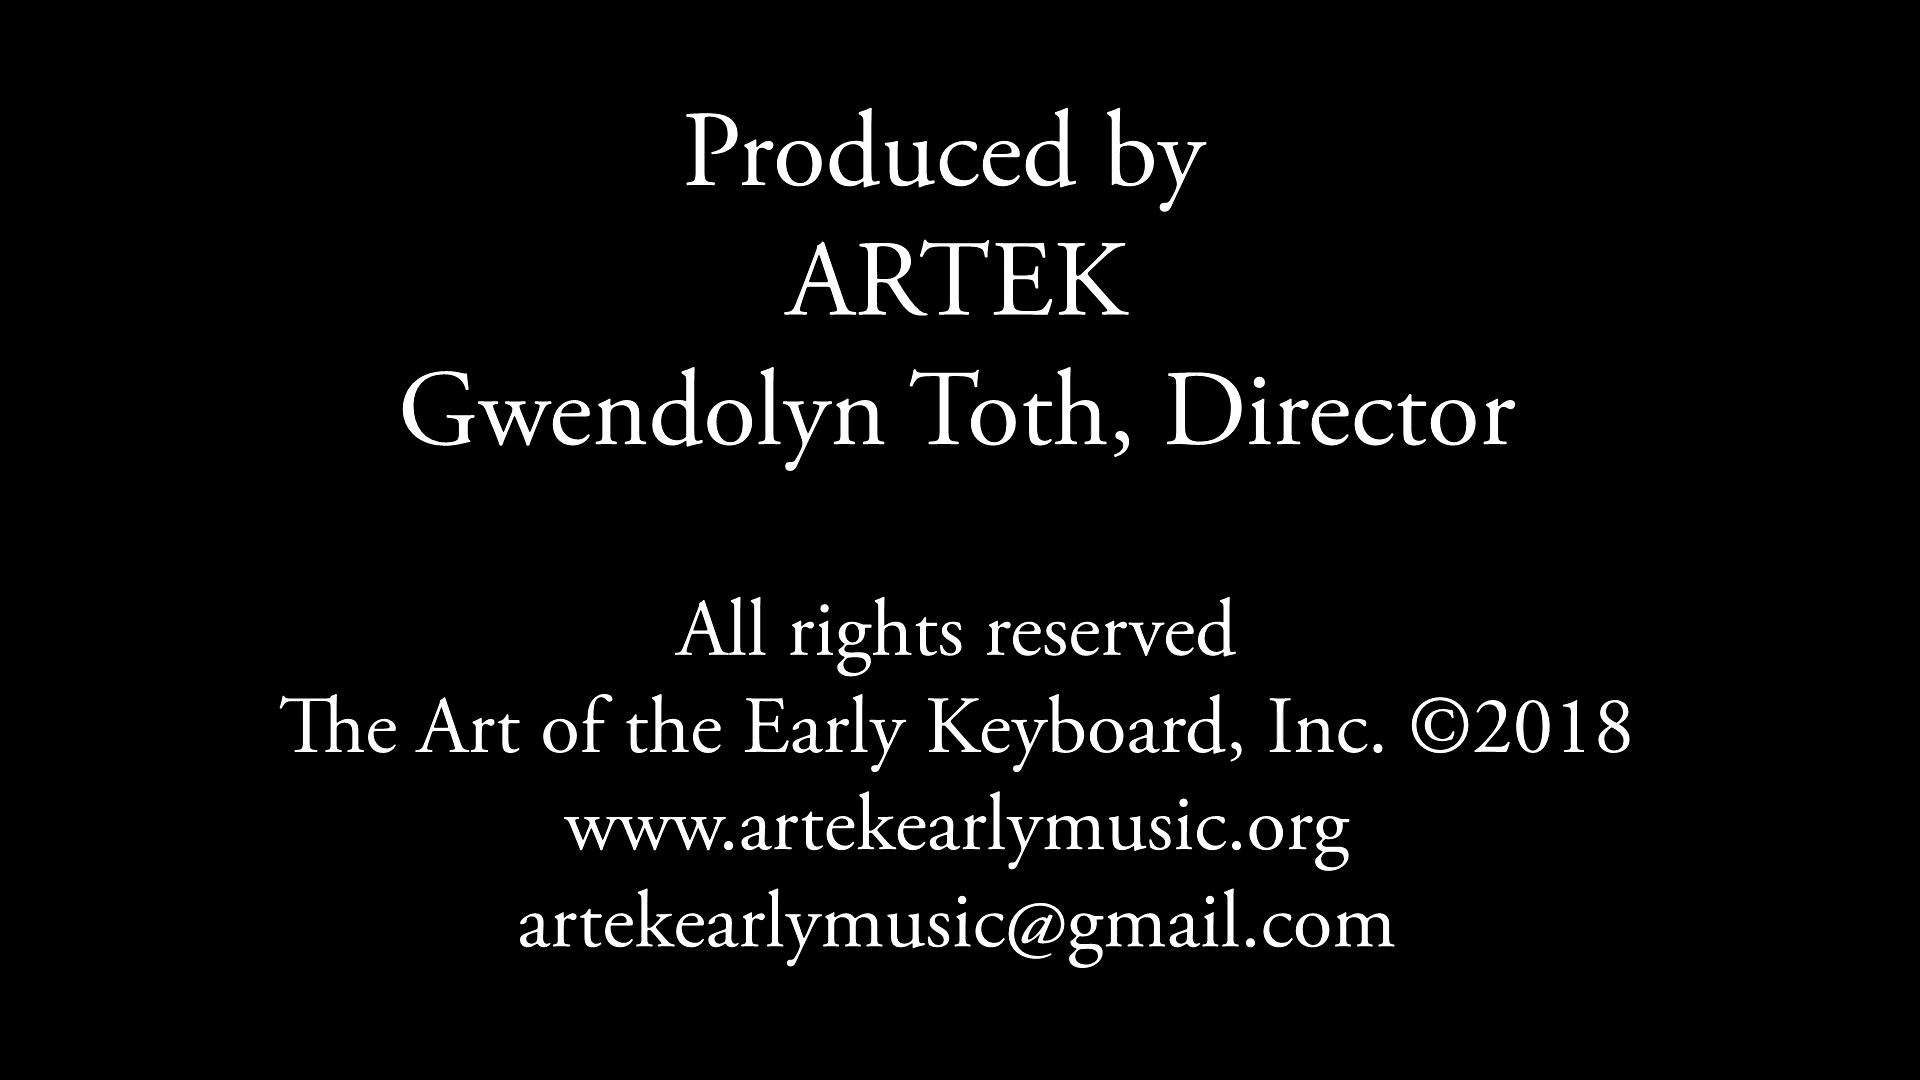 Produced by
ARTEK
Gwendolyn Toth, Director
All rights reserved
The Art of the Early Keyboard, Inc. ©2018
www.artekearlymusic.org
artekearlymusic@gmail.com